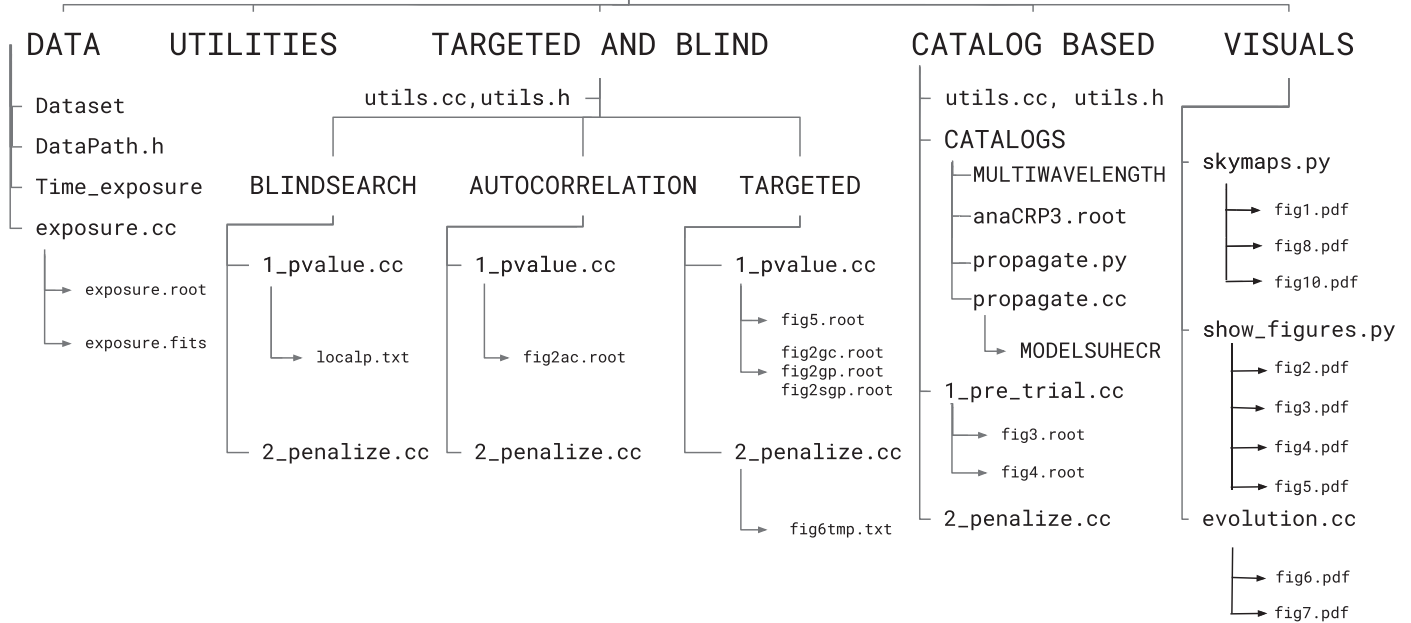 DATA
UTILITIES
TARGETED AND BLIND
CATALOG BASED
VISUALS
Dataset
DataPath.h
Time_exposure
exposure.cc
exposure.root
exposure.fits
utils.cc,utils.h
BLINDSEARCH
1_pvalue.cc
localp.txt
2_penalize.cc
AUTOCORRELATION
1_pvalue.cc
fig2ac.root
2_penalize.cc
TARGETED
1_pvalue.cc
fig5.root
fig2gc.root
fig2gp.root
fig2sgp.root
2_penalize.cc
fig6tmp.txt
utils.cc, utils.h
CATALOGS
MULTIWAVELENGTH
anaCRP3.root
propagate.py
propagate.cc
MODELSUHECR
1_pre_trial.cc
fig3.root
fig4.root
2_penalize.cc
skymaps.py
fig1.pdf
fig8.pdf
fig10.pdf
show_figures.py
fig2.pdf
fig3.pdf
fig4.pdf
fig5.pdf
evolution.cc
fig6.pdf
fig7.pdf